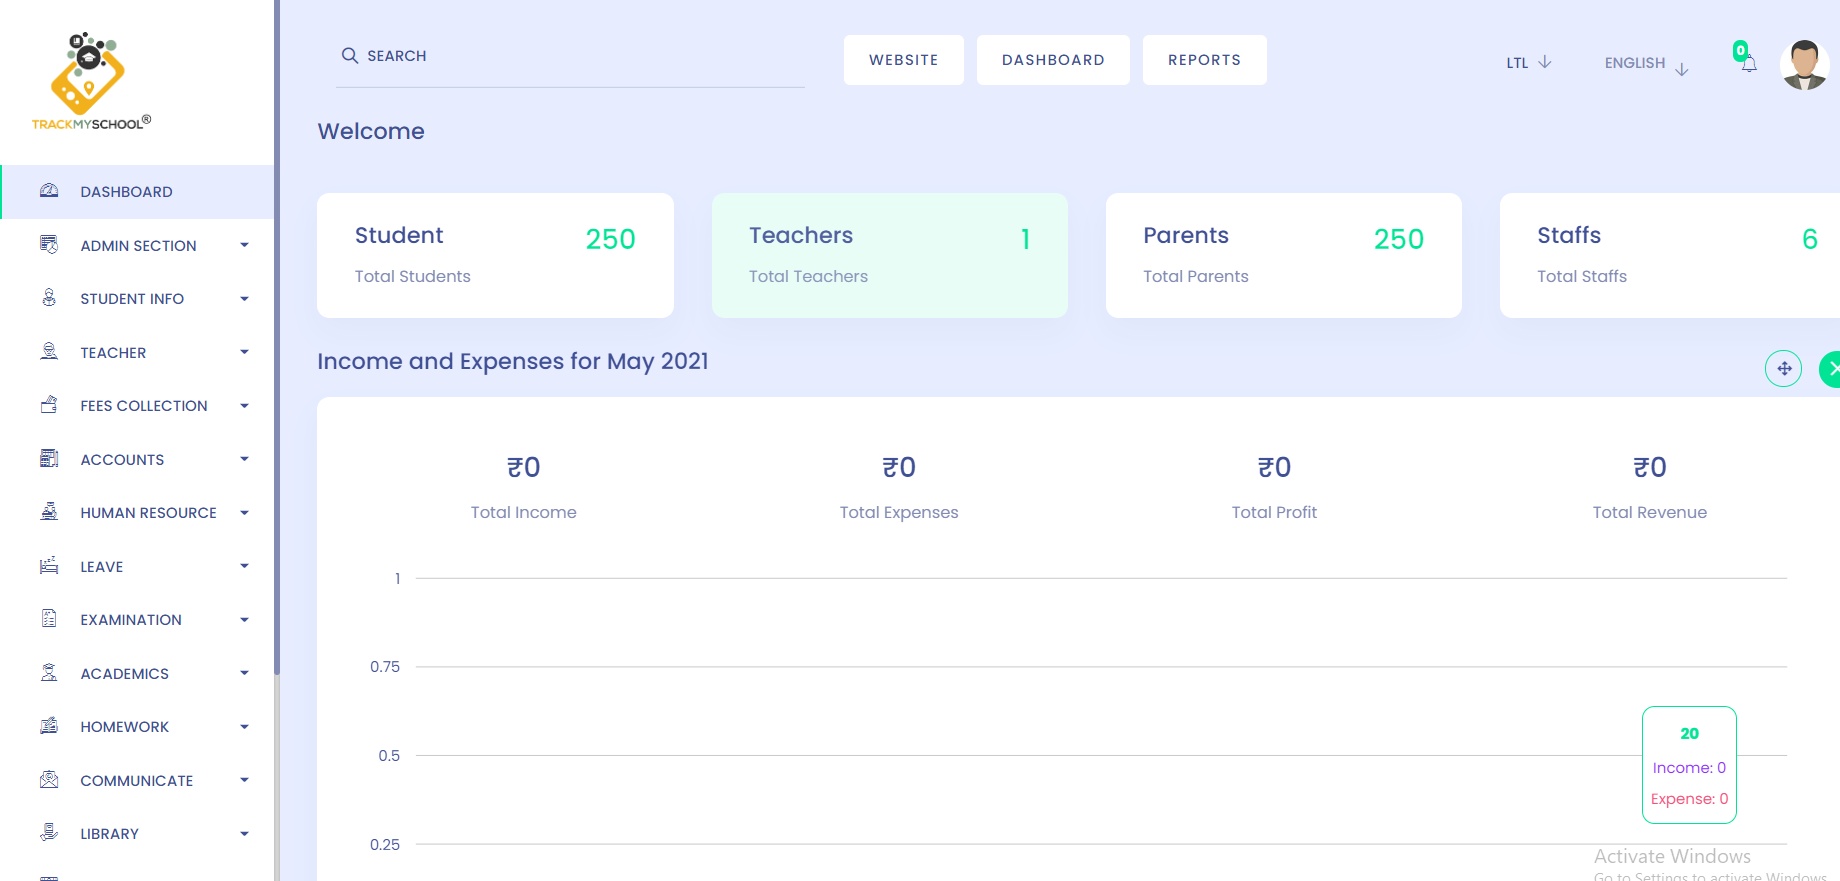 TRACKMYSCHOOL®
DASHBOARD
ADMIN SECTION
STUDENT INFO
TEACHER
FEES COLLECTION
ACCOUNTS
HUMAN RESOURCE
LEAVE
EXAMINATION
ACADEMICS
HOMEWORK
COMMUNICATE
LIBRARY
SEARCH
WEBSITE DASHBOARD REPORTS
LTL ENGLISH 0
Welcome
Student 250
Total Students
Teachers 1
Total Teachers
Parents 250
Total Parents
Staffs 6
Total Staffs
Income and Expenses for May 2021
₹0 ₹0 ₹0 ₹0
Total Income Total Expenses Total Profit Total Revenue
1
0.75
0.5
0.25
20
Income: 0
Expense: 0
Activate Windows
Go to Settings to activate Windows.